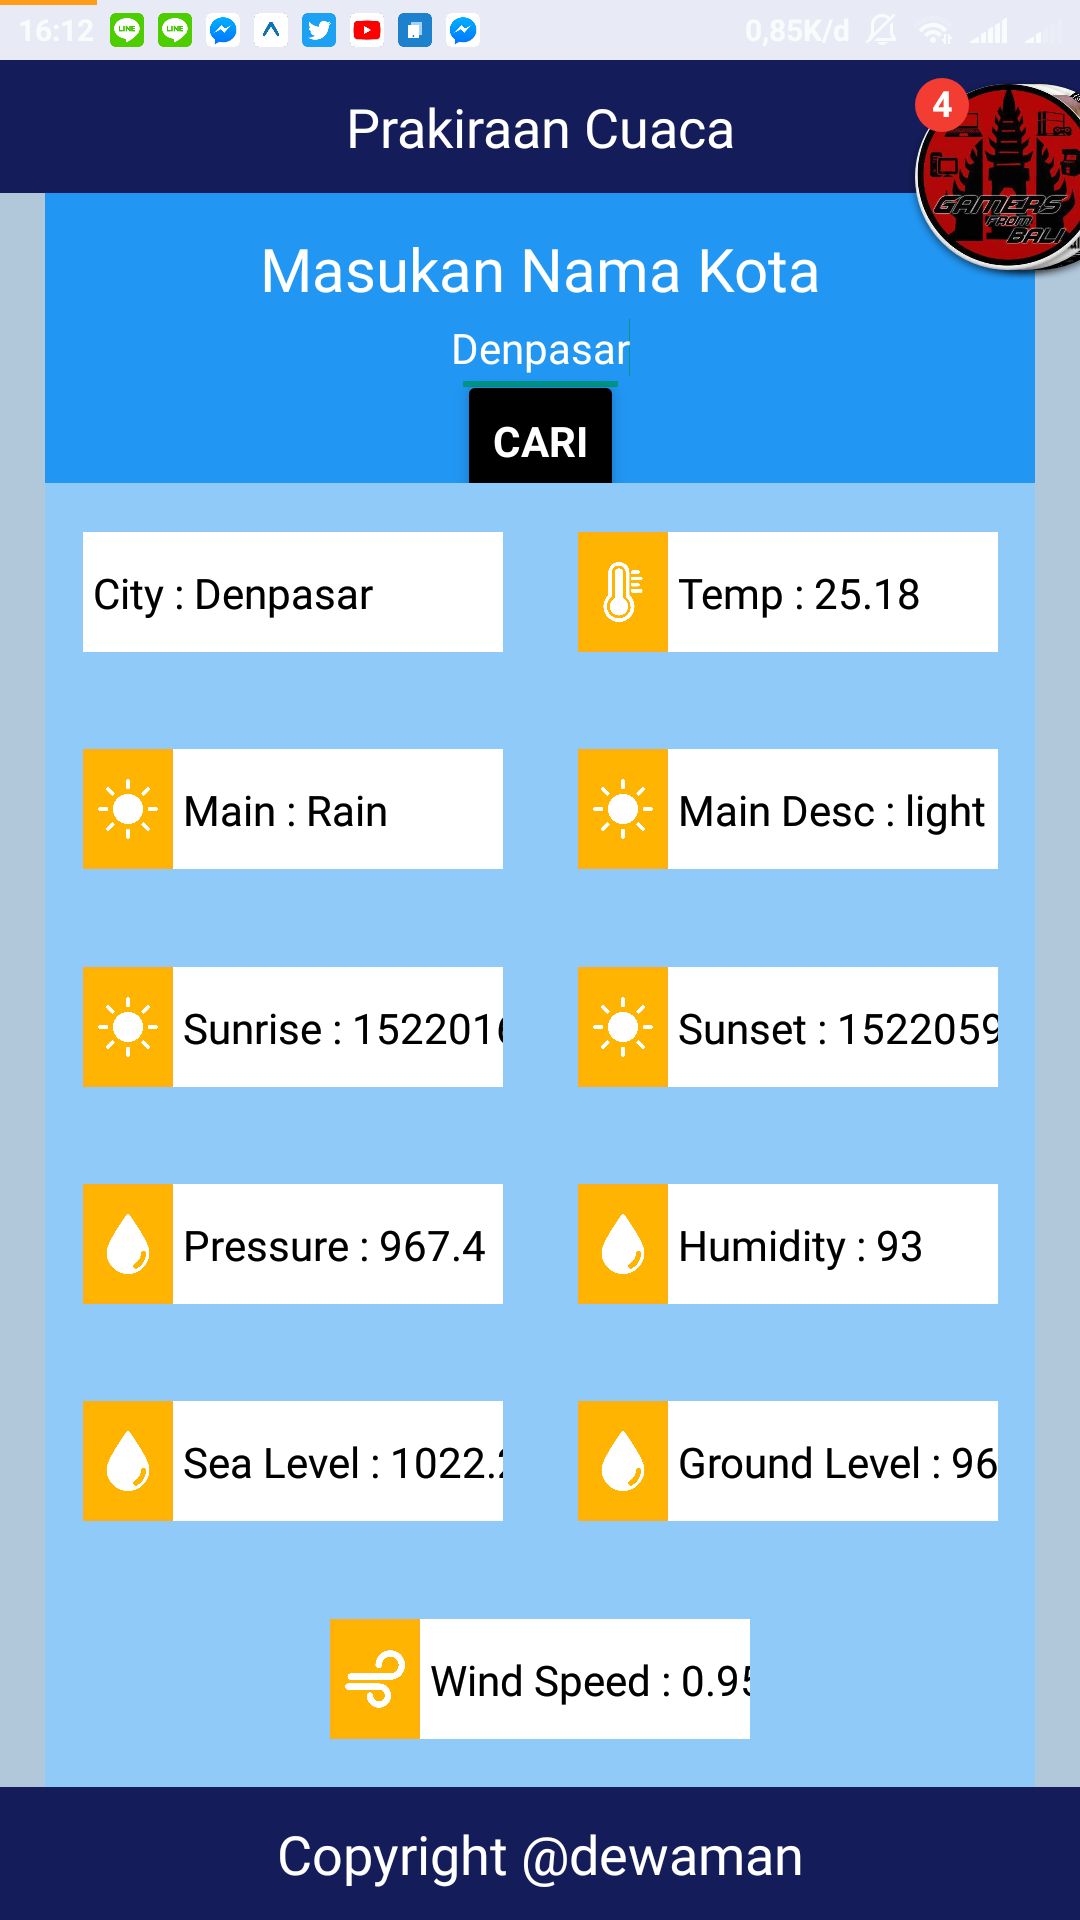 16:12 0,85K/d
Prakiraan Cuaca
4
GAMERS
FROM
BALI
Masukan Nama Kota
Denpasar
CARI
City : Denpasar
Temp : 25.18
Main : Rain
Main Desc : light
Sunrise : 152201
Sunset : 1522059
Pressure : 967.4
Humidity : 93
Sea Level : 1022.
Ground Level : 96
Wind Speed : 0.95
Copyright @dewaman